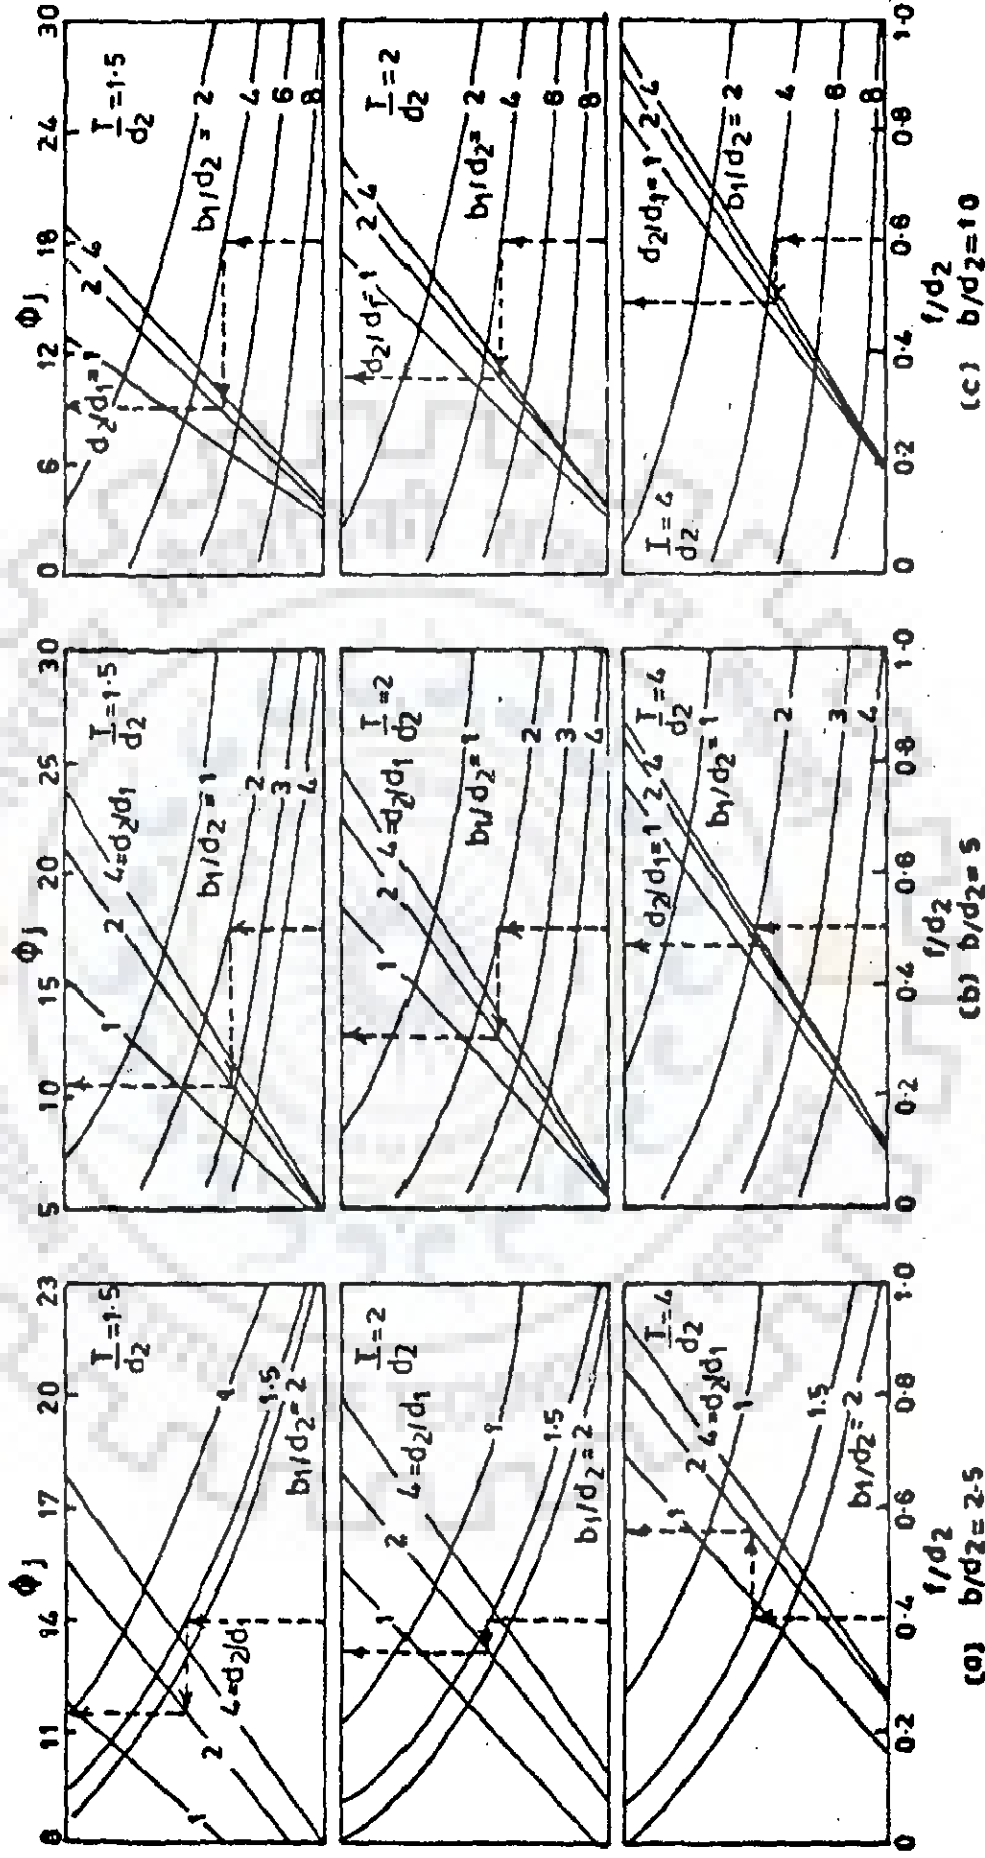 Φj
8 11 14 17 20 23
T/d2 = 1·5
1
2
4=d2/d1
1
1.5
b1/d2 = 2
T/d2 = 2
1
2
4=d2/d1
1
1.5
b1/d2 = 2
T/d2 = 4
1
2
4=d2/d1
1
1.5
b1/d2 = 2
0 0·2 0·4 0·6 0·8 1·0
f/d2
(a) b/d2 = 2·5
Φj
5 10 15 20 25 30
T/d2 = 1·5
1
2
4=d2/d1
b1/d2 = 1
2
3
4
T/d2 = 2
1
2
4=d2/d1
b1/d2 = 1
2
3
4
T/d2 = 4
d2/d1 = 1
2
4
b1/d2 = 1
2
3
4
0 0·2 0·4 0·6 0·8 1·0
f/d2
(b) b/d2 = 5
Φj
0 6 12 18 24 30
T/d2 = 1·5
d2/d1 = 1
2
4
b1/d2 = 2
4
6
8
T/d2 = 2
d2/d1 = 1
2
4
b1/d2 = 2
4
8
8
T/d2 = 4
d2/d1 = 1
2
4
b1/d2 = 2
4
8
8
0 0·2 0·4 0·6 0·8 1·0
f/d2
(c) b/d2 = 10